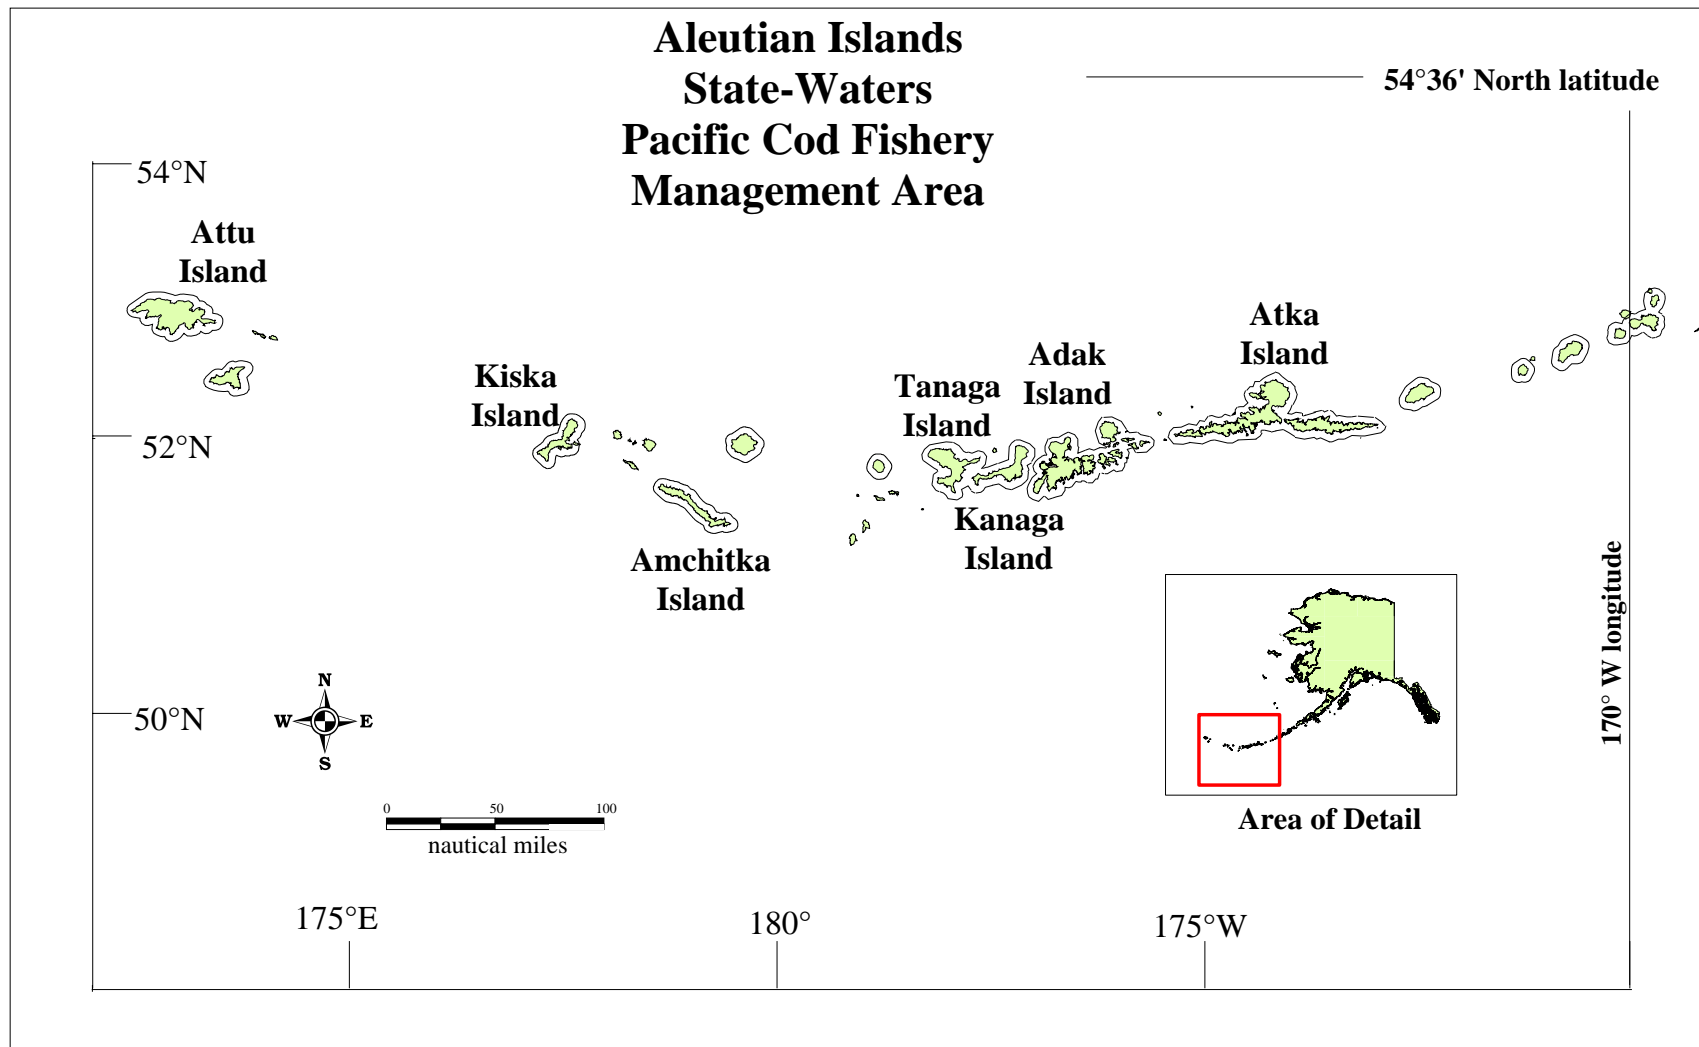 Aleutian Islands
State-Waters
Pacific Cod Fishery
Management Area
54°36' North latitude
54°N
Attu
Island
Atka
Island
Adak
Island
Kiska
Island
Tanaga
Island
52°N
Kanaga
Island
Amchitka
Island
170° W longitude
N
W
E
S
50°N
0
50
100
nautical miles
Area of Detail
175°E
180°
175°W